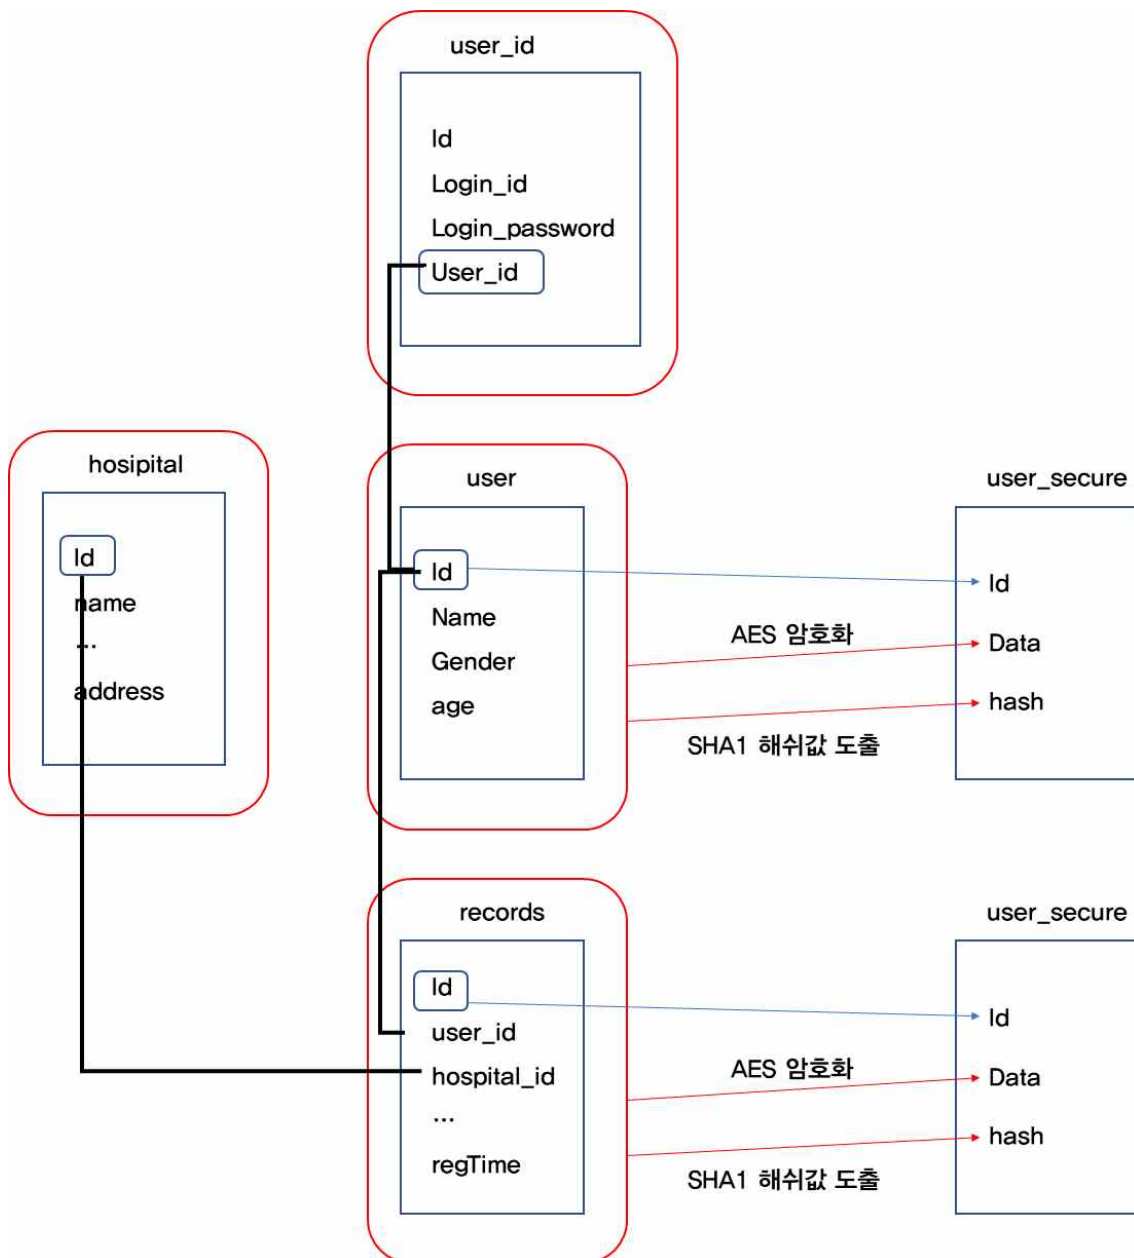 user_id
Id
Login_id
Login_password
User_id
hosipital
Id
name
...
address
user
Id
Name
Gender
age
AES 암호화
SHA1 해쉬값 도출
user_secure
Id
Data
hash
records
Id
user_id
hospital_id
...
regTime
AES 암호화
SHA1 해쉬값 도출
user_secure
Id
Data
hash